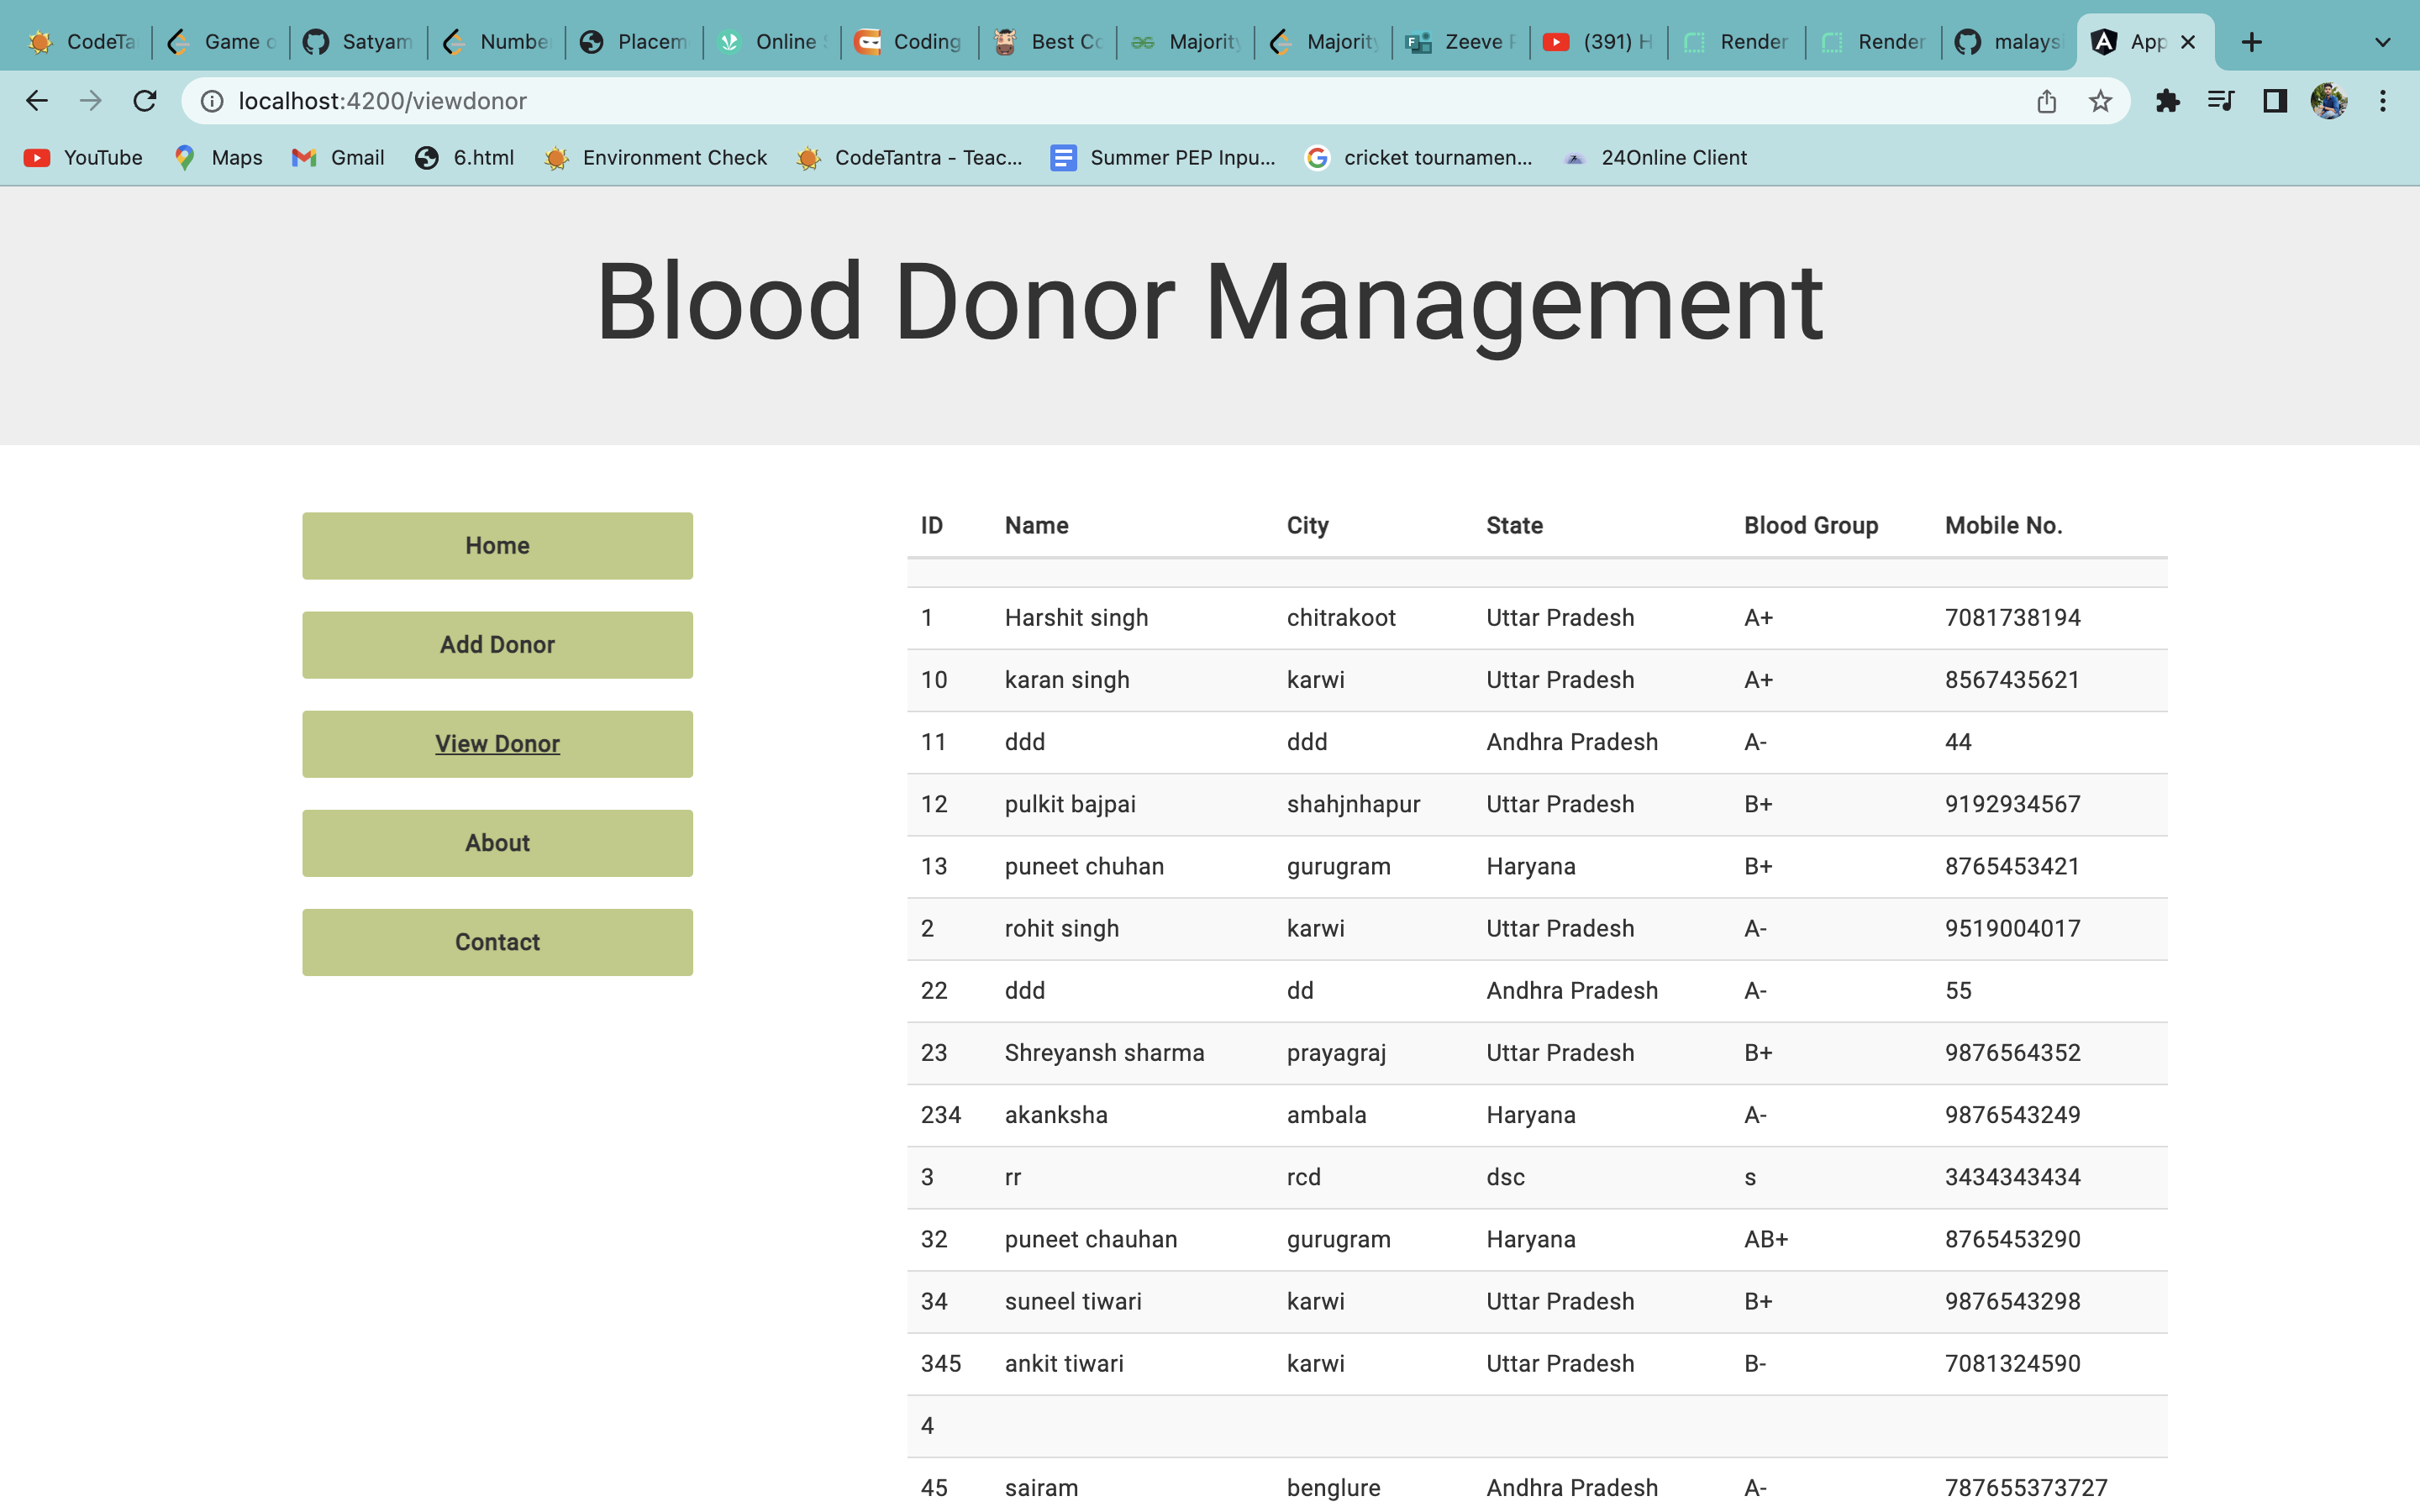 CodeTa Game o Satyam Numbe Placem Online Coding Best Co Majority Majority Zeeve (391) H Render Render malays App
localhost:4200/viewdonor
YouTube Maps Gmail 6.html Environment Check CodeTantra - Teac... Summer PEP Inpu... cricket tournamen... 24Online Client
Blood Donor Management
Home
Add Donor
View Donor
About
Contact
ID Name City State Blood Group Mobile No.
1 Harshit singh chitrakoot Uttar Pradesh A+ 7081738194
10 karan singh karwi Uttar Pradesh A+ 8567435621
11 ddd ddd Andhra Pradesh A- 44
12 pulkit bajpai shahjnhapur Uttar Pradesh B+ 9192934567
13 puneet chuhan gurugram Haryana B+ 8765453421
2 rohit singh karwi Uttar Pradesh A- 9519004017
22 ddd dd Andhra Pradesh A- 55
23 Shreyansh sharma prayagraj Uttar Pradesh B+ 9876564352
234 akanksha ambala Haryana A- 9876543249
3 rr rcd dsc s 3434343434
32 puneet chauhan gurugram Haryana AB+ 8765453290
34 suneel tiwari karwi Uttar Pradesh B+ 9876543298
345 ankit tiwari karwi Uttar Pradesh B- 7081324590
4
45 sairam benglure Andhra Pradesh A- 787655373727